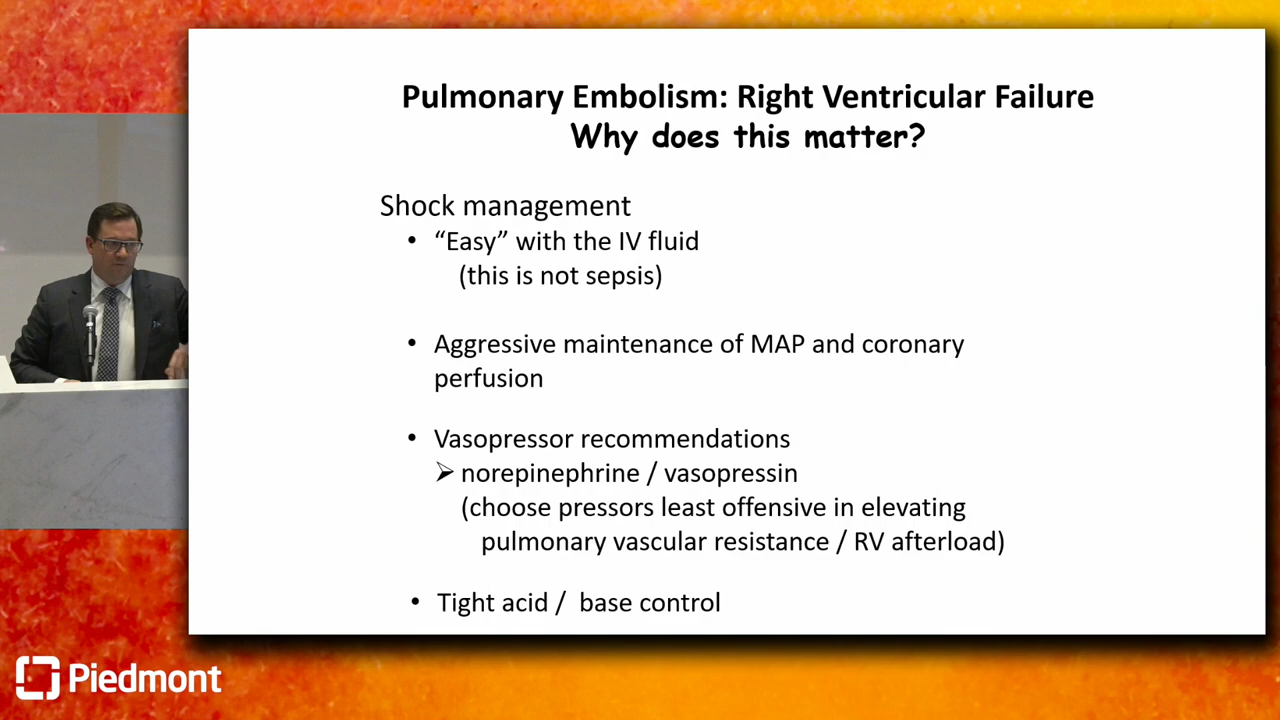 Pulmonary Embolism: Right Ventricular Failure
Why does this matter?
Shock management
• “Easy” with the IV fluid
(this is not sepsis)
• Aggressive maintenance of MAP and coronary
perfusion
• Vasopressor recommendations
➢ norepinephrine / vasopressin
(choose pressors least offensive in elevating
pulmonary vascular resistance / RV afterload)
• Tight acid / base control
Piedmont